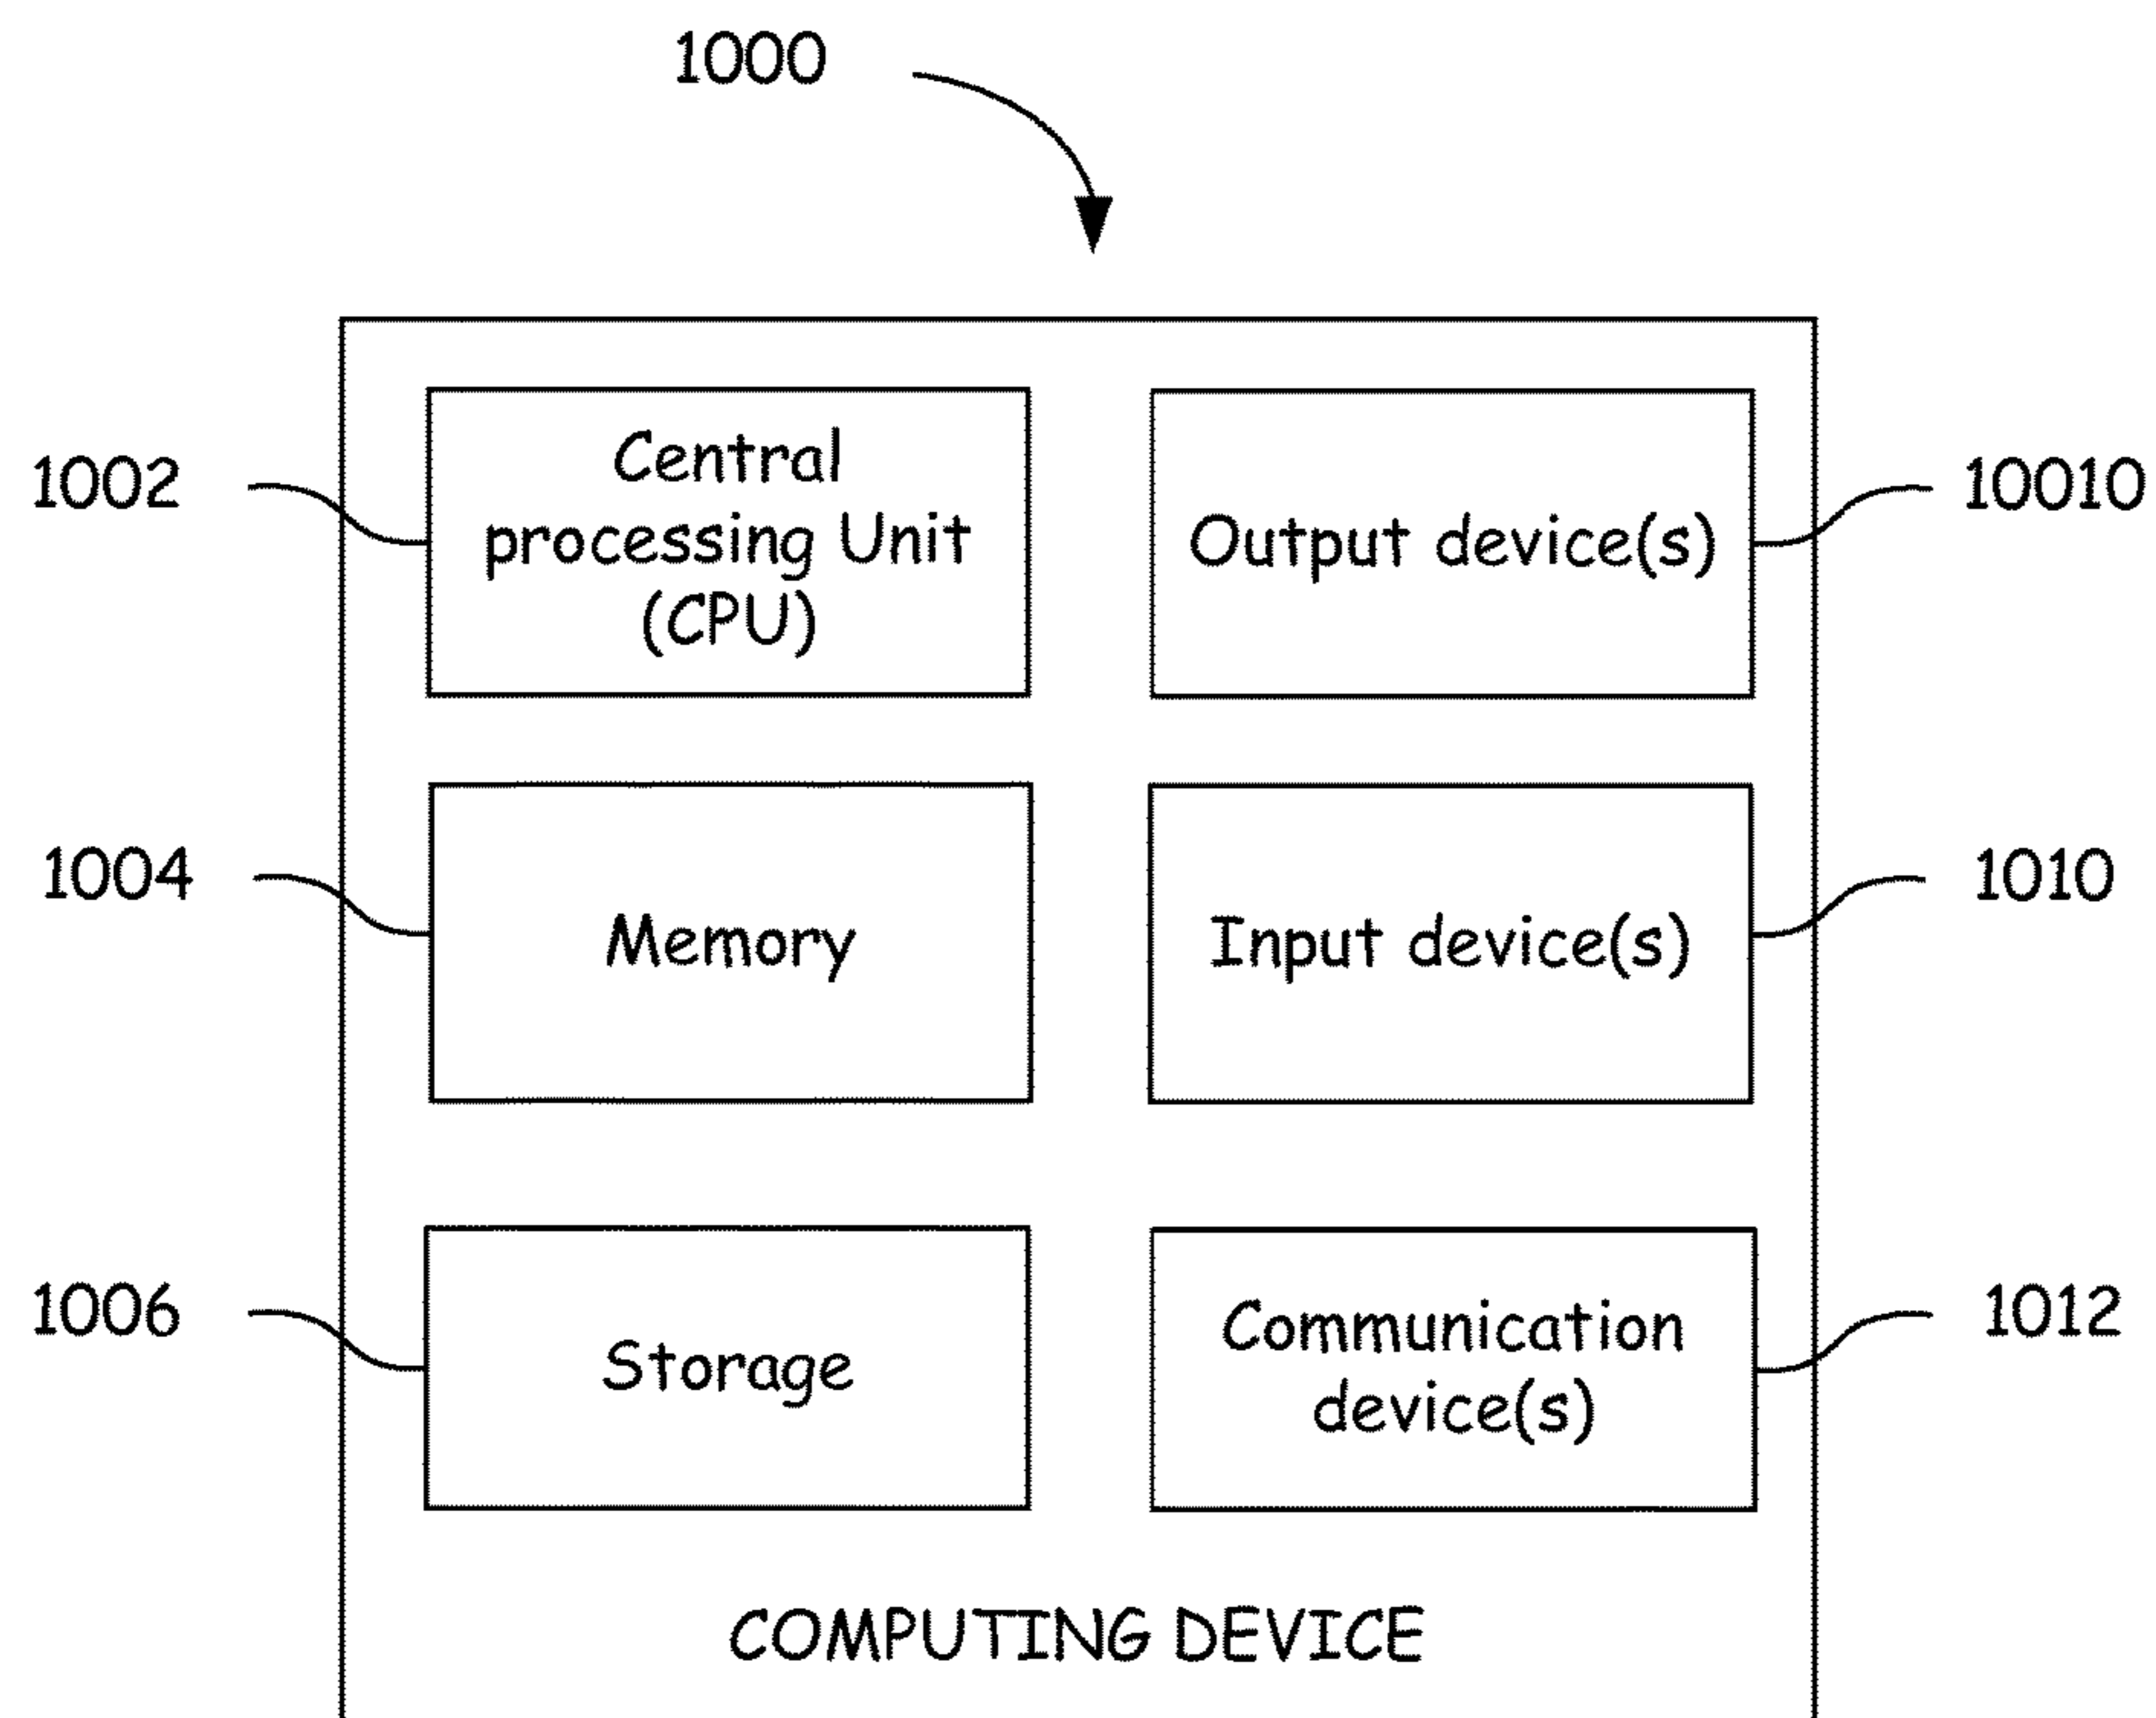 1000
1002
Central
processing Unit
(CPU)
Output device(s)
10010
1004
Memory
Input device(s)
1010
1006
Storage
Communication
device(s)
1012
COMPUTING DEVICE